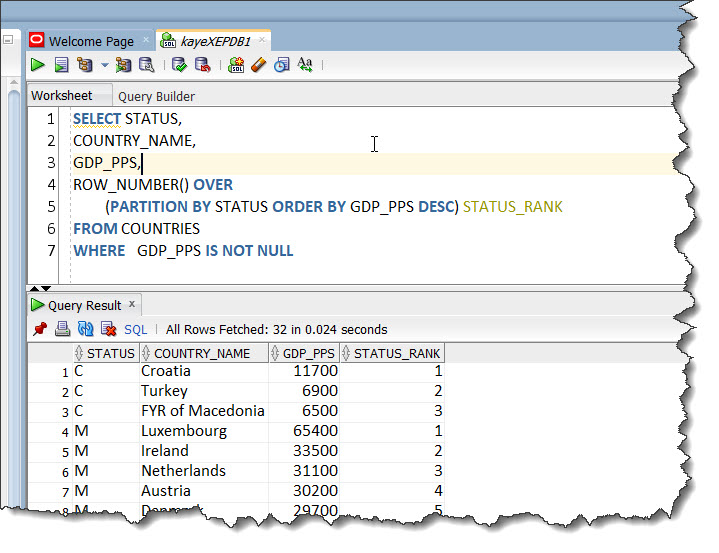 Welcome Page × kayeXEPDB1 ×
SQL Aa
Worksheet Query Builder
1 SELECT STATUS,
2 COUNTRY_NAME,
3 GDP_PPS,
4 ROW_NUMBER() OVER
5 (PARTITION BY STATUS ORDER BY GDP_PPS DESC) STATUS_RANK
6 FROM COUNTRIES
7 WHERE GDP_PPS IS NOT NULL
Query Result ×
SQL | All Rows Fetched: 32 in 0.024 seconds
STATUS COUNTRY_NAME GDP_PPS STATUS_RANK
1 C Croatia 11700 1
2 C Turkey 6900 2
3 C FYR of Macedonia 6500 3
4 M Luxembourg 65400 1
5 M Ireland 33500 2
6 M Netherlands 31100 3
7 M Austria 30200 4
8 M Denmark 29700 5